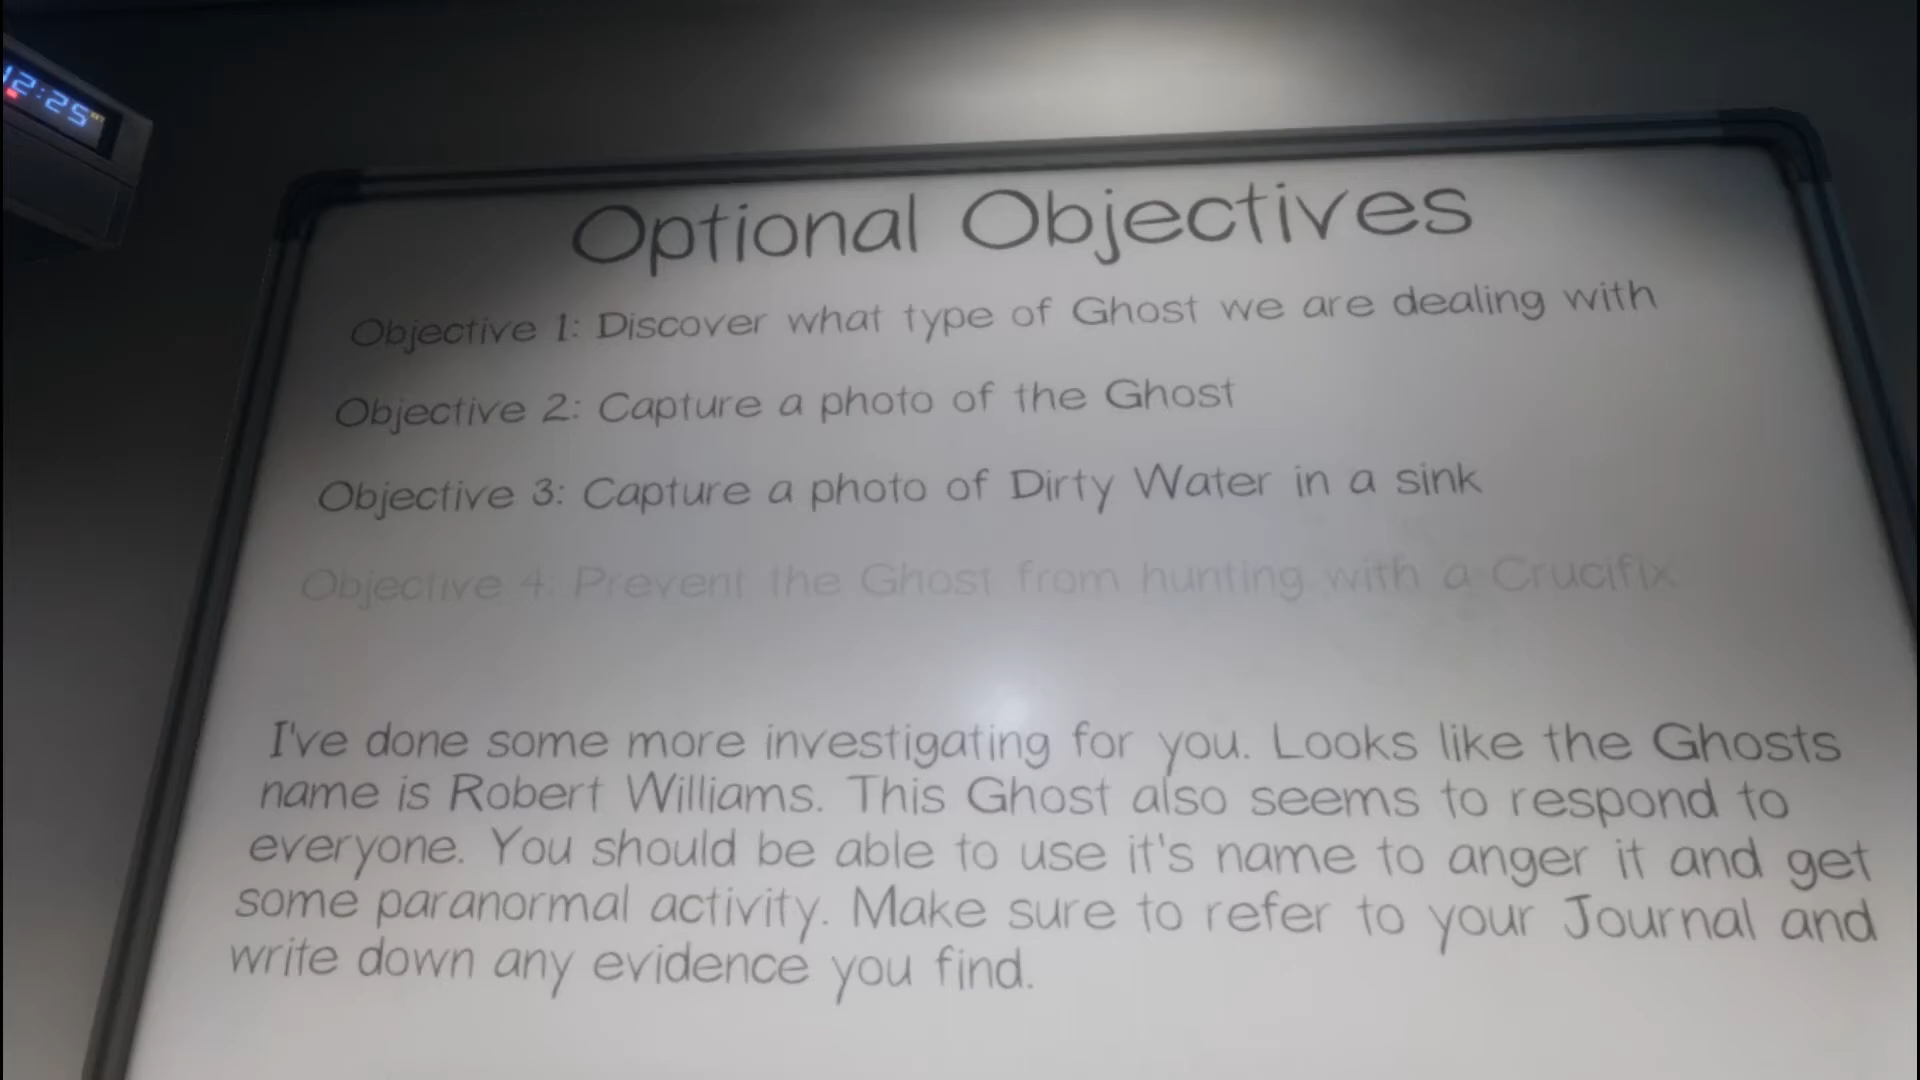 12:25
Optional Objectives
Objective 1: Discover what type of Ghost we are dealing with
Objective 2: Capture a photo of the Ghost
Objective 3: Capture a photo of Dirty Water in a sink
Objective 4: Prevent the Ghost from hunting with a Crucifix
I've done some more investigating for you. Looks like the Ghosts
name is Robert Williams. This Ghost also seems to respond to
everyone. You should be able to use it's name to anger it and get
some paranormal activity. Make sure to refer to your Journal and
write down any evidence you find.